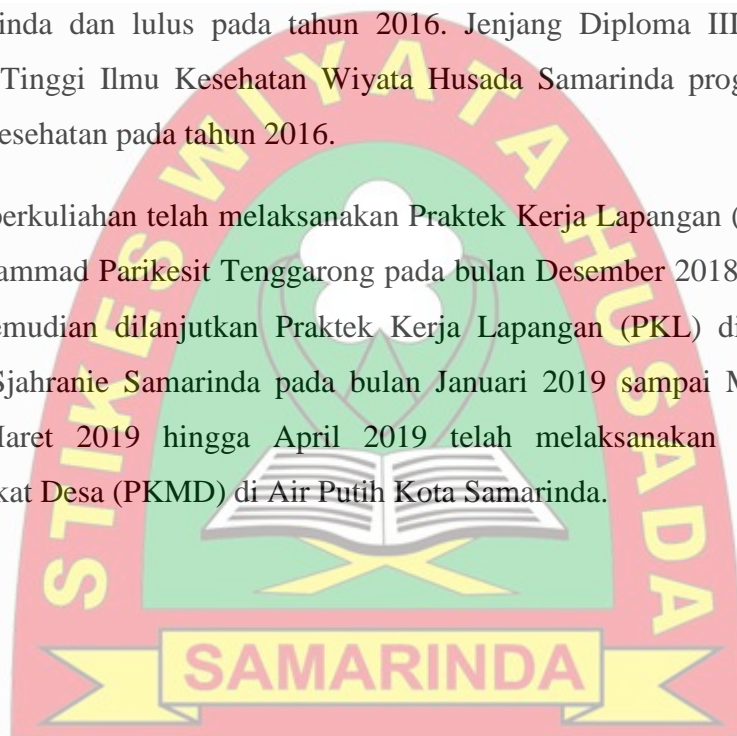 inda dan lulus pada tahun 2016. Jenjang Diploma III
Tinggi Ilmu Kesehatan Wiyata Husada Samarinda prog
esehatan pada tahun 2016.
perkuliahan telah melaksanakan Praktek Kerja Lapangan (
ammad Parikesit Tenggarong pada bulan Desember 2018
emudian dilanjutkan Praktek Kerja Lapangan (PKL) di
Sjahranie Samarinda pada bulan Januari 2019 sampai M
Maret 2019 hingga April 2019 telah melaksanakan
kat Desa (PKMD) di Air Putih Kota Samarinda.
STIKES WIYATA HUSADA
SAMARINDA